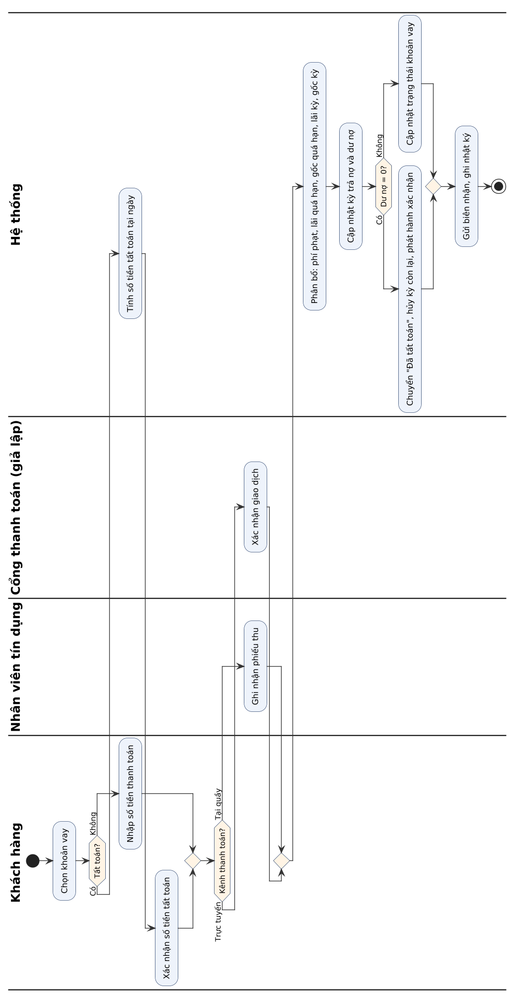 Khách hàng
Nhân viên tín dụng
Cổng thanh toán (giả lập)
Hệ thống
Chọn khoản vay
Tất toán?
Có
Không
Tính số tiền tất toán tại ngày
Xác nhận số tiền tất toán
Nhập số tiền thanh toán
Kênh thanh toán?
Trực tuyến
Tại quầy
Xác nhận giao dịch
Ghi nhận phiếu thu
Phân bổ: phí phạt, lãi quá hạn, gốc quá hạn, lãi kỳ, gốc kỳ
Cập nhật kỳ trả nợ và dư nợ
Dư nợ = 0?
Có
Không
Chuyển "Đã tất toán", hủy kỳ còn lại, phát hành xác nhận
Cập nhật trạng thái khoản vay
Gửi biên nhận, ghi nhật ký